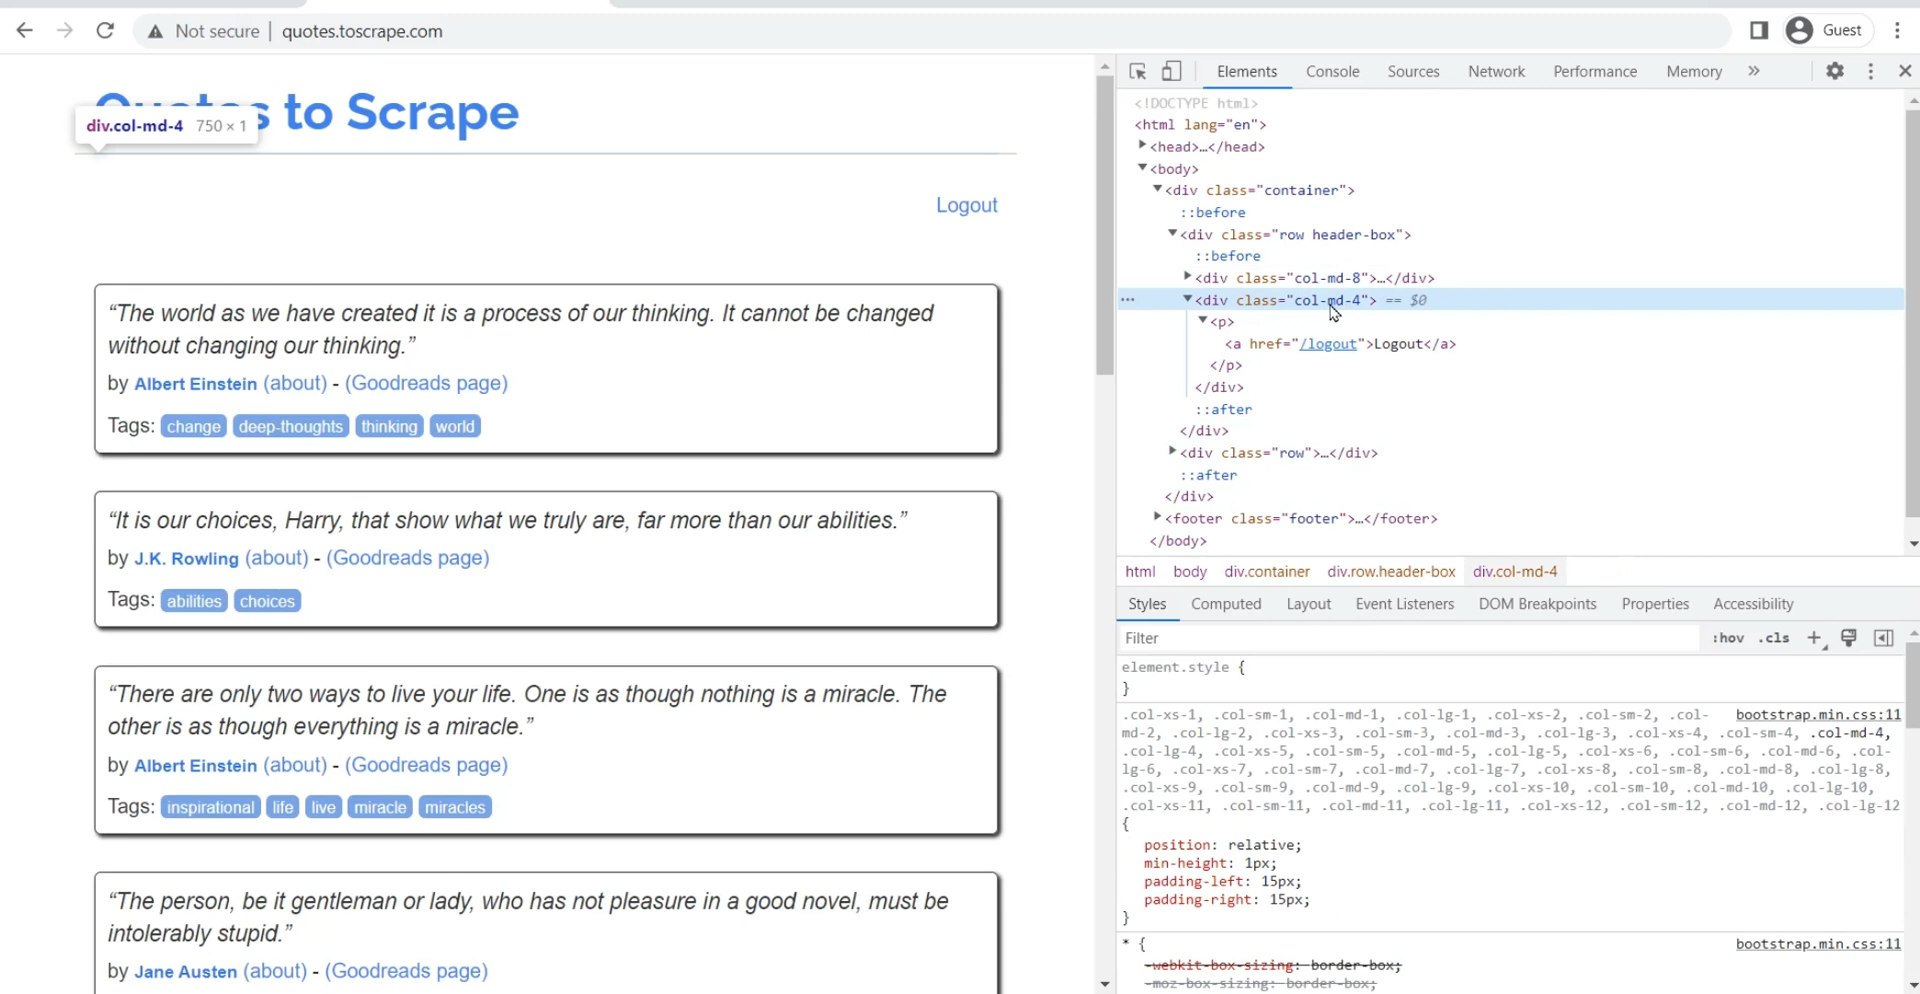 Not secure | quotes.toscrape.com
Guest
Quotes to Scrape
div.col-md-4 750 × 1
Logout
“The world as we have created it is a process of our thinking. It cannot be changed
without changing our thinking.”
by Albert Einstein (about) - (Goodreads page)
Tags: change deep-thoughts thinking world
“It is our choices, Harry, that show what we truly are, far more than our abilities.”
by J.K. Rowling (about) - (Goodreads page)
Tags: abilities choices
“There are only two ways to live your life. One is as though nothing is a miracle. The
other is as though everything is a miracle.”
by Albert Einstein (about) - (Goodreads page)
Tags: inspirational life live miracle miracles
“The person, be it gentleman or lady, who has not pleasure in a good novel, must be
intolerably stupid.”
by Jane Austen (about) - (Goodreads page)
Elements Console Sources Network Performance Memory »
<!DOCTYPE html>
<html lang="en">
<head>…</head>
<body>
<div class="container">
::before
<div class="row header-box">
::before
<div class="col-md-8">…</div>
<div class="col-md-4"> == $0
<p>
<a href="/logout">Logout</a>
</p>
</div>
::after
</div>
<div class="row">…</div>
::after
</div>
<footer class="footer">…</footer>
</body>
html body div.container div.row.header-box div.col-md-4
Styles Computed Layout Event Listeners DOM Breakpoints Properties Accessibility
Filter :hov .cls +
element.style {
}
.col-xs-1, .col-sm-1, .col-md-1, .col-lg-1, .col-xs-2, .col-sm-2, .col- bootstrap.min.css:11
md-2, .col-lg-2, .col-xs-3, .col-sm-3, .col-md-3, .col-lg-3, .col-xs-4, .col-sm-4, .col-md-4,
.col-lg-4, .col-xs-5, .col-sm-5, .col-md-5, .col-lg-5, .col-xs-6, .col-sm-6, .col-md-6, .col-
lg-6, .col-xs-7, .col-sm-7, .col-md-7, .col-lg-7, .col-xs-8, .col-sm-8, .col-md-8, .col-lg-8,
.col-xs-9, .col-sm-9, .col-md-9, .col-lg-9, .col-xs-10, .col-sm-10, .col-md-10, .col-lg-10,
.col-xs-11, .col-sm-11, .col-md-11, .col-lg-11, .col-xs-12, .col-sm-12, .col-md-12, .col-lg-12
{
position: relative;
min-height: 1px;
padding-left: 15px;
padding-right: 15px;
}
* { bootstrap.min.css:11
-webkit-box-sizing: border-box;
-moz-box-sizing: border-box;